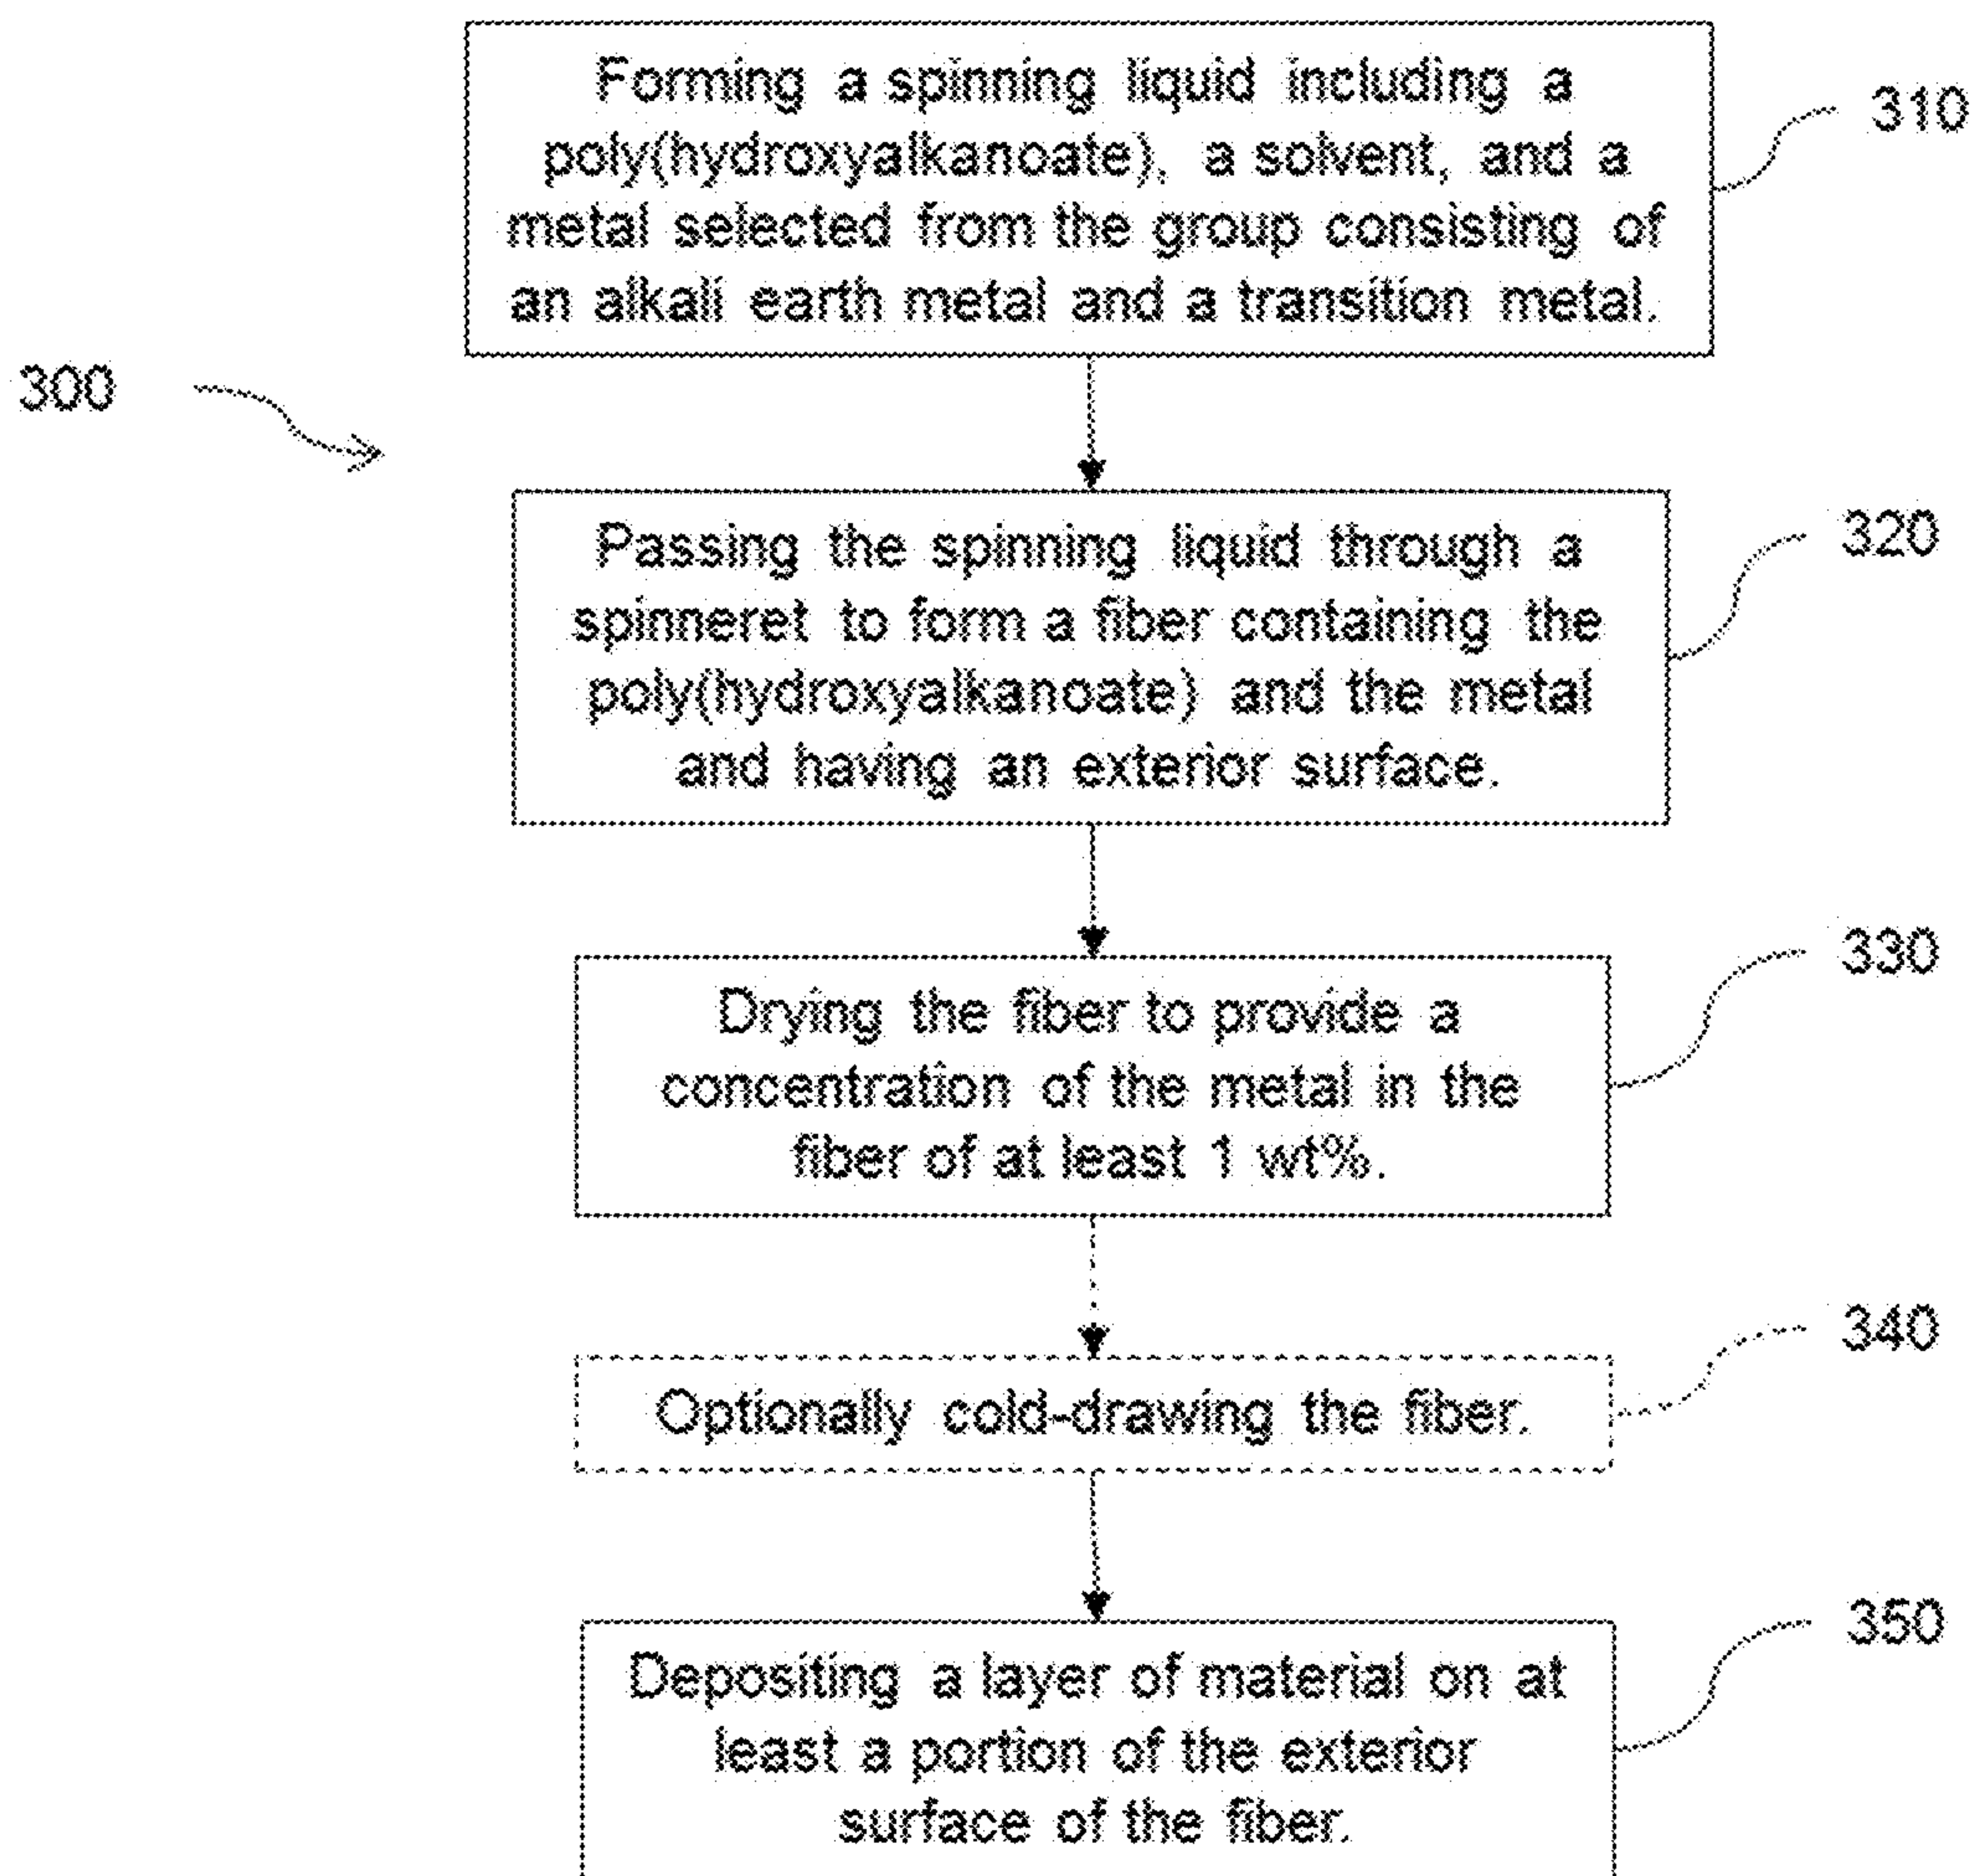 Forming a spinning liquid including a
poly(hydroxyalkanoate), a solvent, and a
metal selected from the group consisting of
an alkali earth metal and a transition metal.
310
300
Passing the spinning liquid through a
spinneret to form a fiber containing the
poly(hydroxyalkanoate) and the metal
and having an exterior surface.
320
Drying the fiber to provide a
concentration of the metal in the
fiber of at least 1 wt%.
330
Optionally cold-drawing the fiber.
340
Depositing a layer of material on at
least a portion of the exterior
surface of the fiber.
350